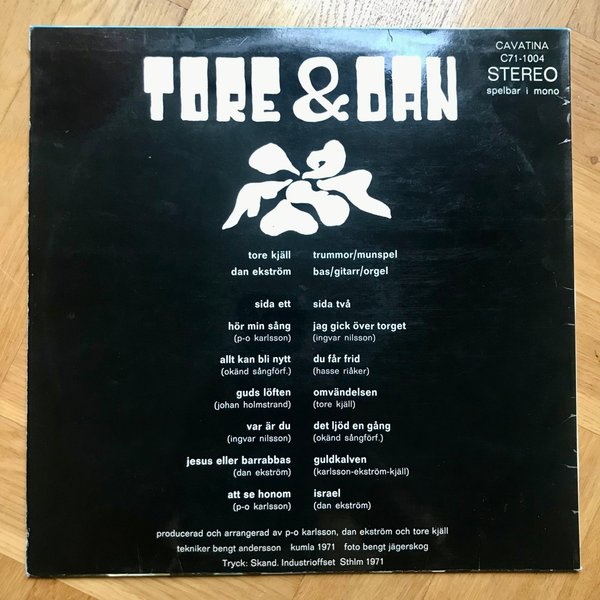 CAVATINA
C71-1004
STEREO
spelbar i mono
TORE & DAN
tore kjäll trummor/munspel
dan ekström bas/gitarr/orgel
sida ett sida två
hör min sång jag gick över torget
(p-o karlsson) (ingvar nilsson)
allt kan bli nytt du får frid
(okänd sångförf.) (hasse riåker)
guds löften omvändelsen
(johan holmstrand) (tore kjäll)
var är du det ljöd en gång
(ingvar nilsson) (okänd sångförf.)
jesus eller barrabbas guldkalven
(dan ekström) (karlsson-ekström-kjäll)
att se honom israel
(p-o karlsson) (dan ekström)
producerad och arrangerad av p-o karlsson, dan ekström och tore kjäll
tekniker bengt andersson kumla 1971 foto bengt jägerskog
Tryck: Skand. Industrioffset Sthlm 1971